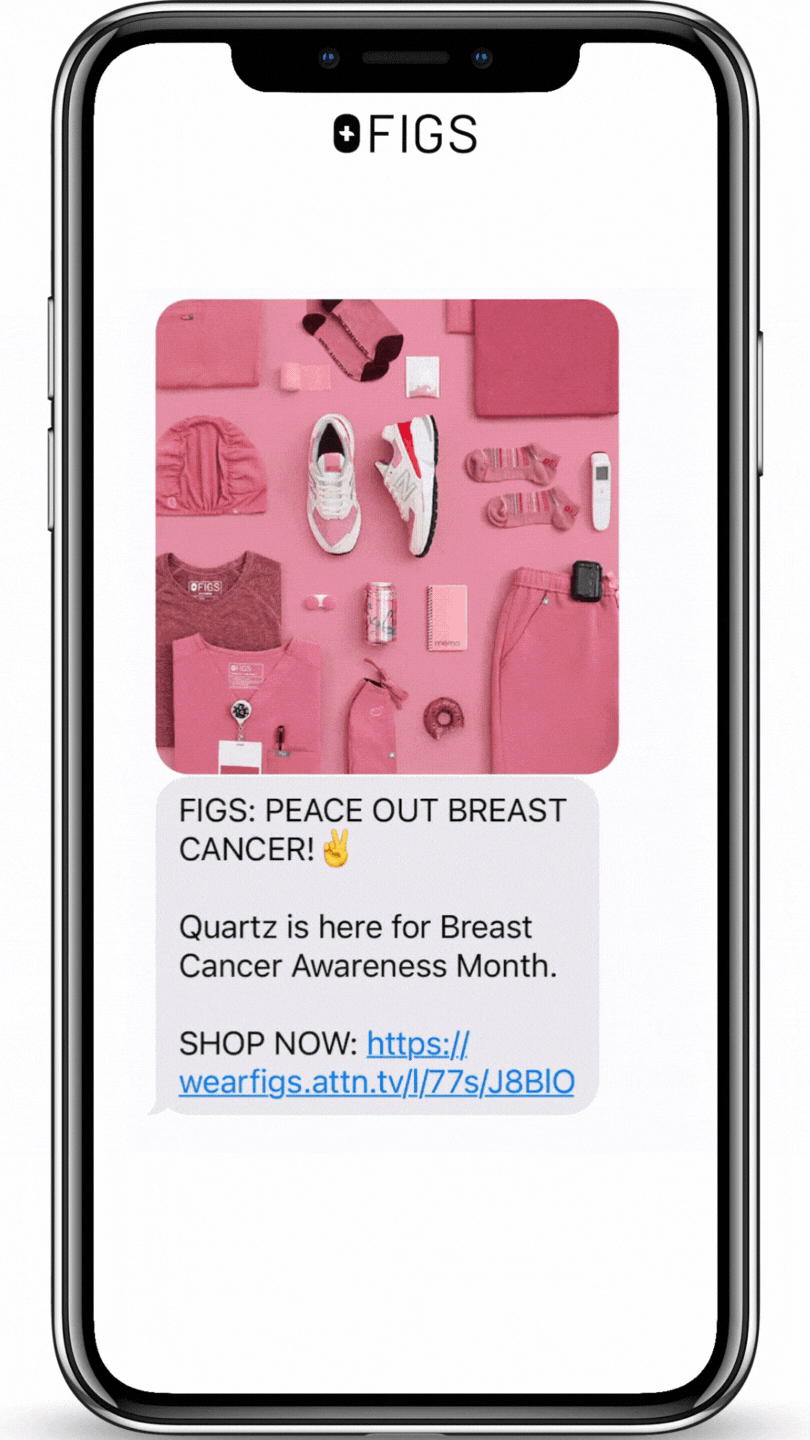 FIGS
FIGS
FIGS
memo
FIGS: PEACE OUT BREAST
CANCER!✌️
Quartz is here for Breast
Cancer Awareness Month.
SHOP NOW: https://
wearfigs.attn.tv/l/77s/J8BlO